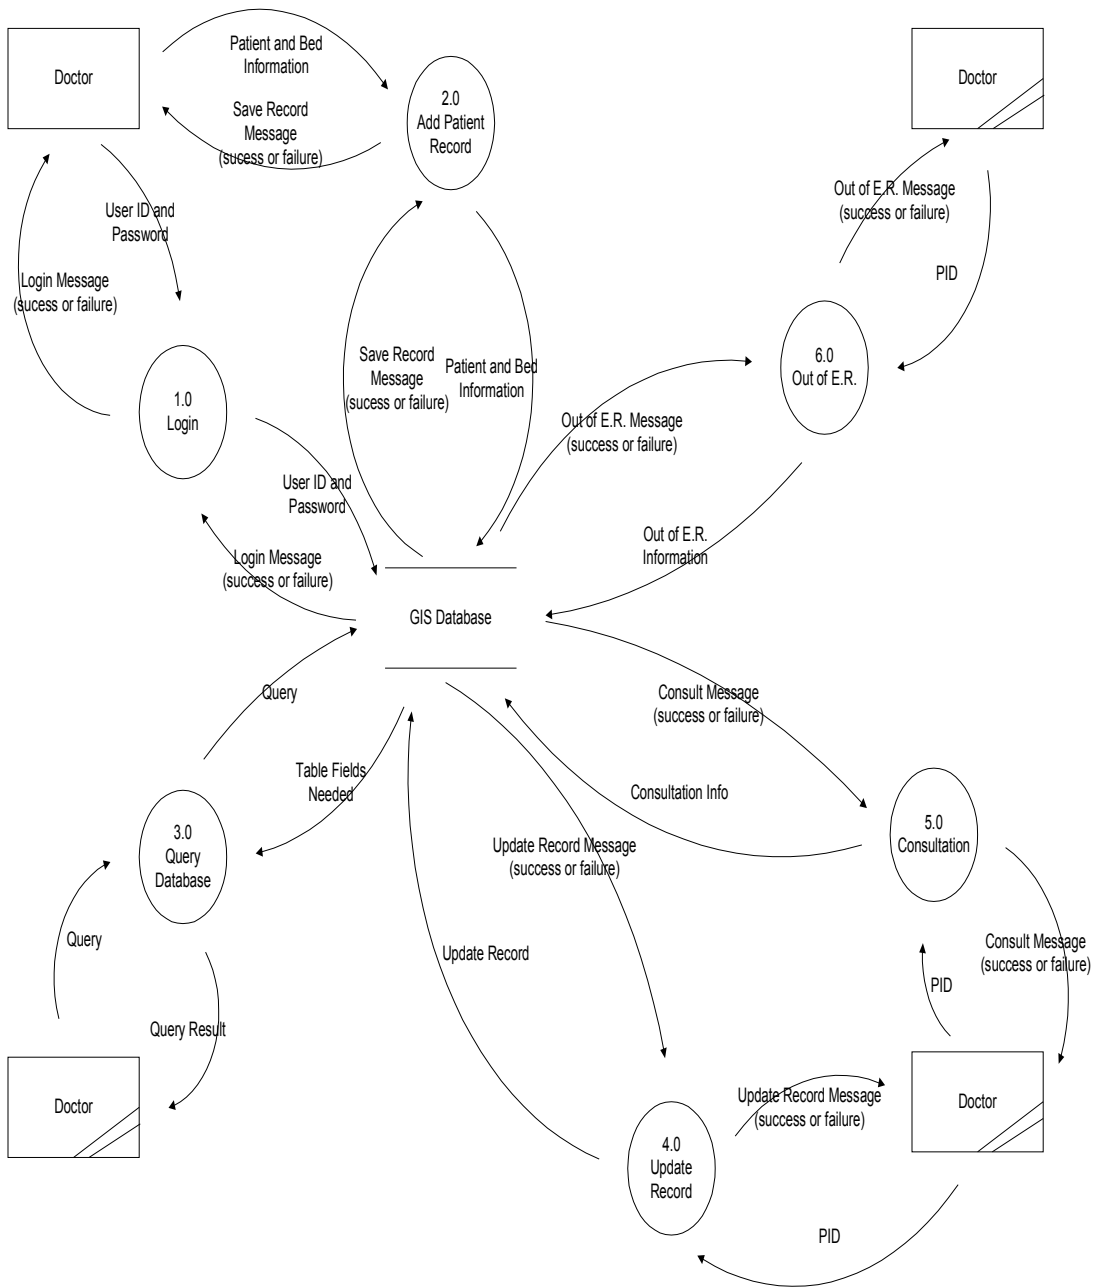 Doctor
Patient and Bed
Information
Save Record
Message
(sucess or failure)
2.0
Add Patient
Record
Doctor
User ID and
Password
Login Message
(sucess or failure)
Out of E.R. Message
(success or failure)
PID
1.0
Login
Save Record
Message
(sucess or failure)
Patient and Bed
Information
6.0
Out of E.R.
Out of E.R. Message
(success or failure)
User ID and
Password
Login Message
(success or failure)
Out of E.R.
Information
GIS Database
Query
Consult Message
(success or failure)
Table Fields
Needed
Consultation Info
3.0
Query
Database
Update Record Message
(success or failure)
5.0
Consultation
Query
Update Record
Consult Message
(success or failure)
PID
Query Result
Doctor
Update Record Message
(success or failure)
Doctor
4.0
Update
Record
PID